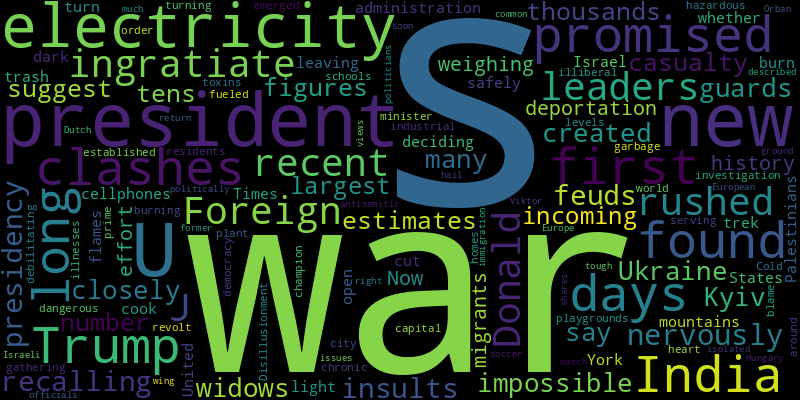 electricity
turn
much
turning
soon
emerged
administration
common
order
S
promised
thousands
hazardous
whether
Orban
dark
ingratiate
leaving
politicians
weighing
Israel
casualty
burn
described
trash
suggest
tens
figures
toxins
fueled
schools
safely
illiberal
leaders
guards
president
Dutch
return
views
minister
industrial
deportation
levels
created
new
politically
established
residents
clashes
recent
deciding
many
hail
first
garbage
history
investigation
ground
cellphones
Times
largest
antisemitic
feuds
world
European
Viktor
rushed
serving
Palestinians
presidency
debilitating
long
illnesses
prime
flames
burning
effort
former
Foreign
estimates
incoming
trek
U
plant
war
immigration
homes
Donald
Europe
found
around
closely
J
democracy
Disillusionment
champion
open
cut
Now
migrants
days
Ukraine
States
Cold
cook
dangerous
number
revolt
United
city
issues
chronic
capital
right
shares
tough
Kyiv
blame
playgrounds
mountains
Trump
Israeli
wing
gathering
soccer
say
nervously
York
match
heart
isolated
Hungary
recalling
officials
widows
light
insults
impossible
India